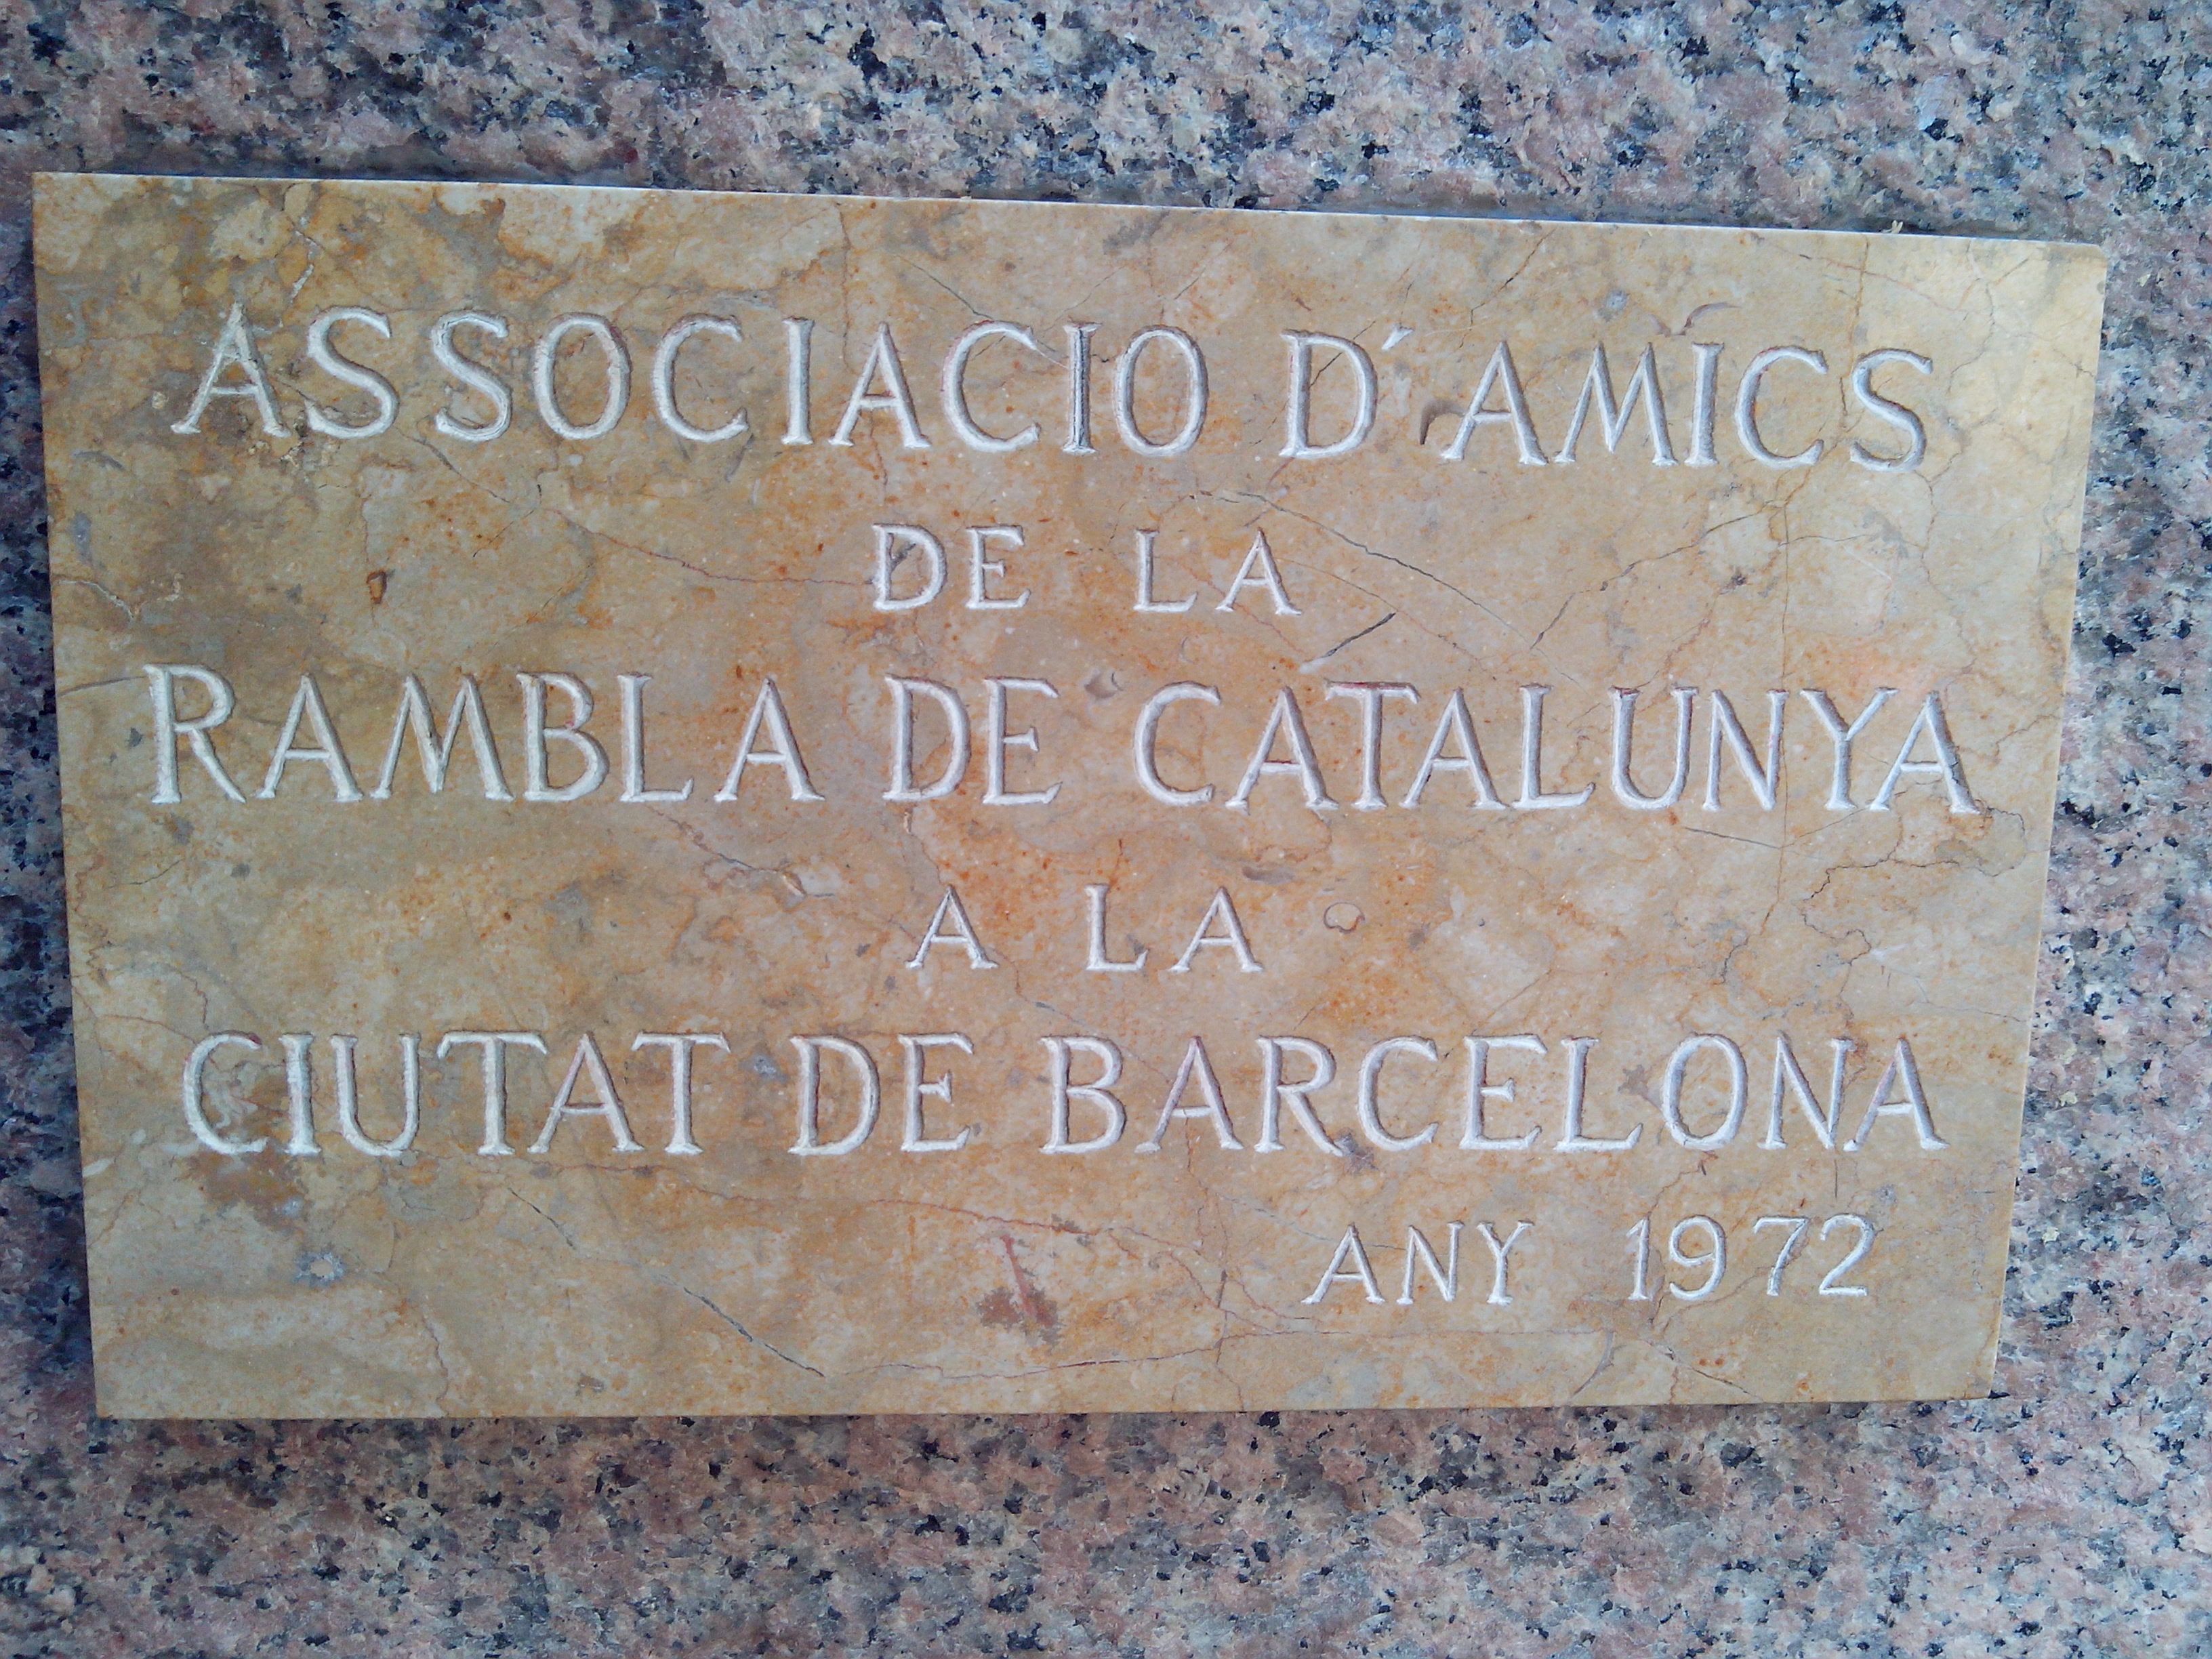 ASSOCIACIO D'AMICS
DE LA
RAMBLA DE CATALUNYA
A LA
CIUTAT DE BARCELONA
ANY 1972